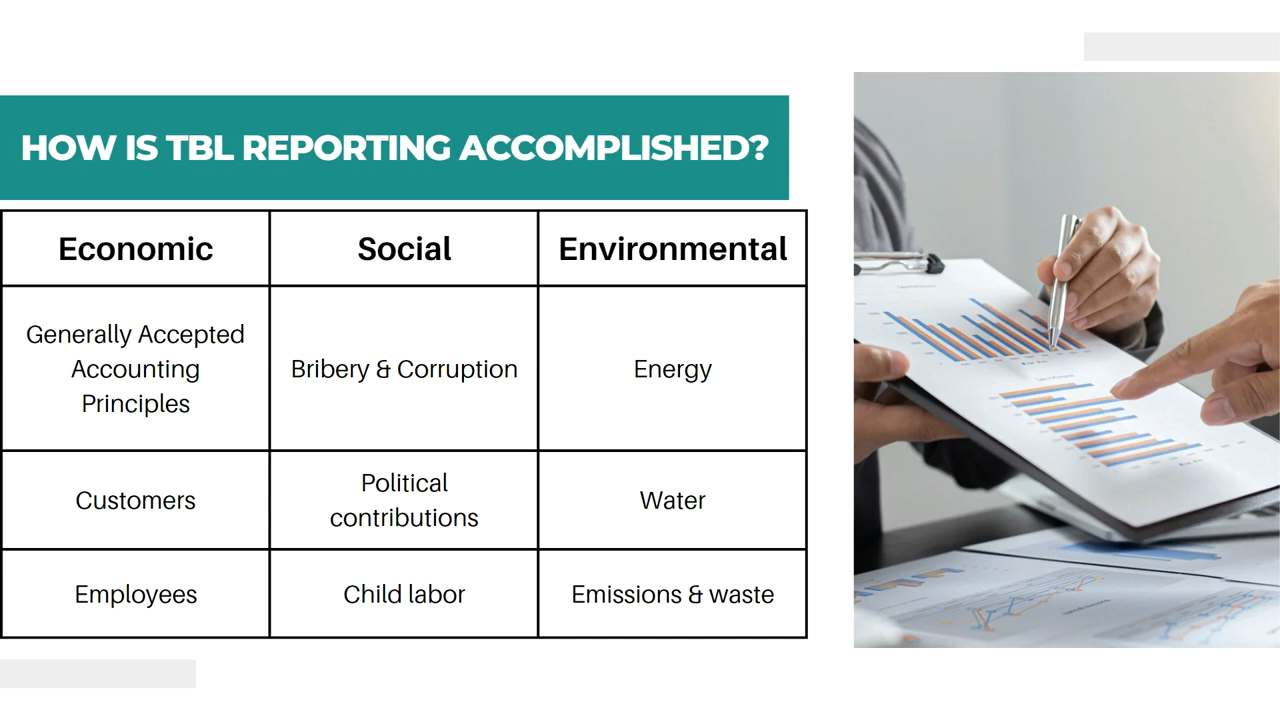 HOW IS TBL REPORTING ACCOMPLISHED?
Economic
Social
Environmental
Generally Accepted
Accounting
Principles
Bribery & Corruption
Energy
Customers
Political
contributions
Water
Employees
Child labor
Emissions & waste